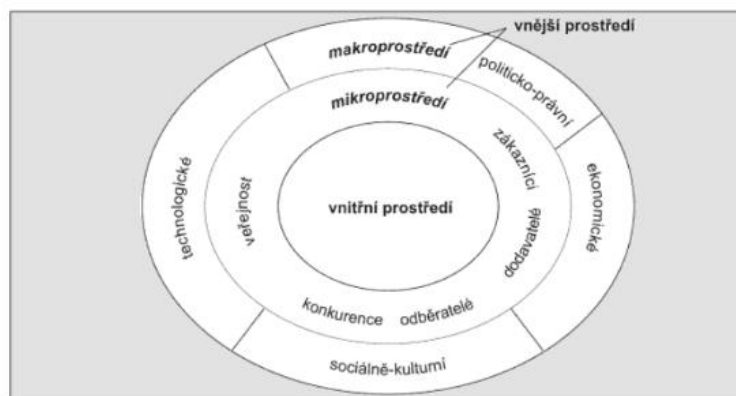 vnější prostředí
makroprostředí
politicko-právní
mikroprostředí
zákazníci
ekonomické
technologické
veřejnost
vnitřní prostředí
dodavatelé
konkurence
odběratelé
sociálně-kulturní